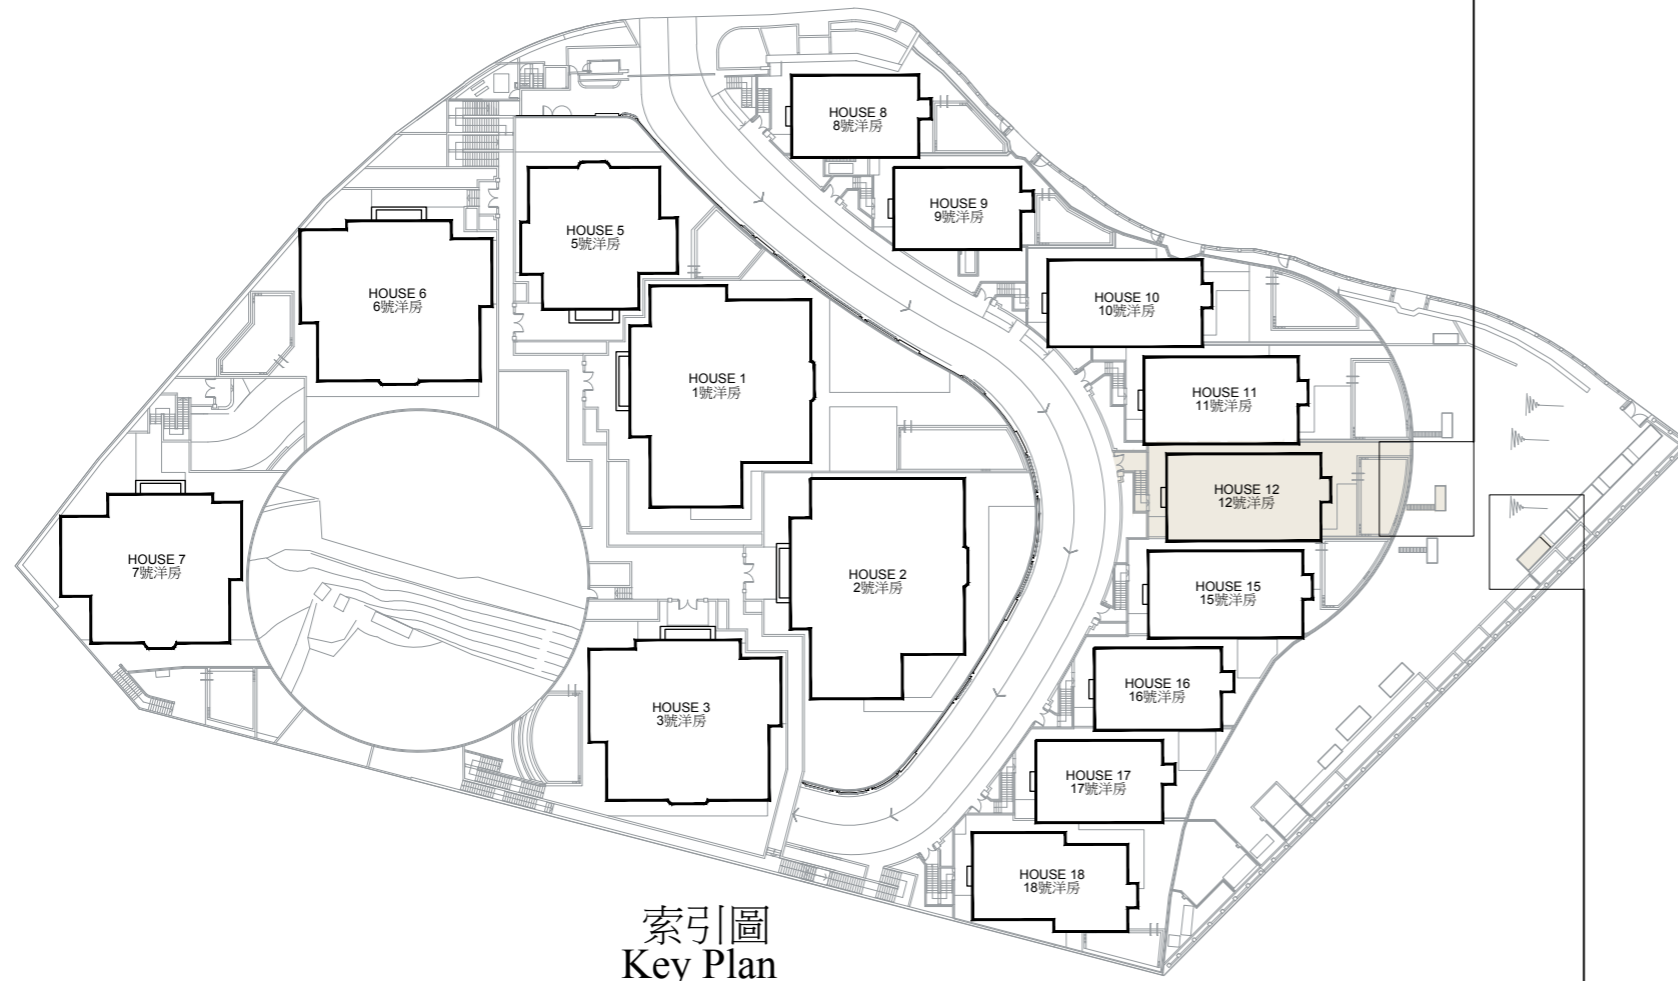 HOUSE 8
8號洋房
HOUSE 9
9號洋房
HOUSE 5
5號洋房
HOUSE 6
6號洋房
HOUSE 10
10號洋房
HOUSE 1
1號洋房
HOUSE 11
11號洋房
HOUSE 12
12號洋房
HOUSE 7
7號洋房
HOUSE 2
2號洋房
HOUSE 15
15號洋房
HOUSE 16
16號洋房
HOUSE 3
3號洋房
HOUSE 17
17號洋房
HOUSE 18
18號洋房
索引圖
Key Plan